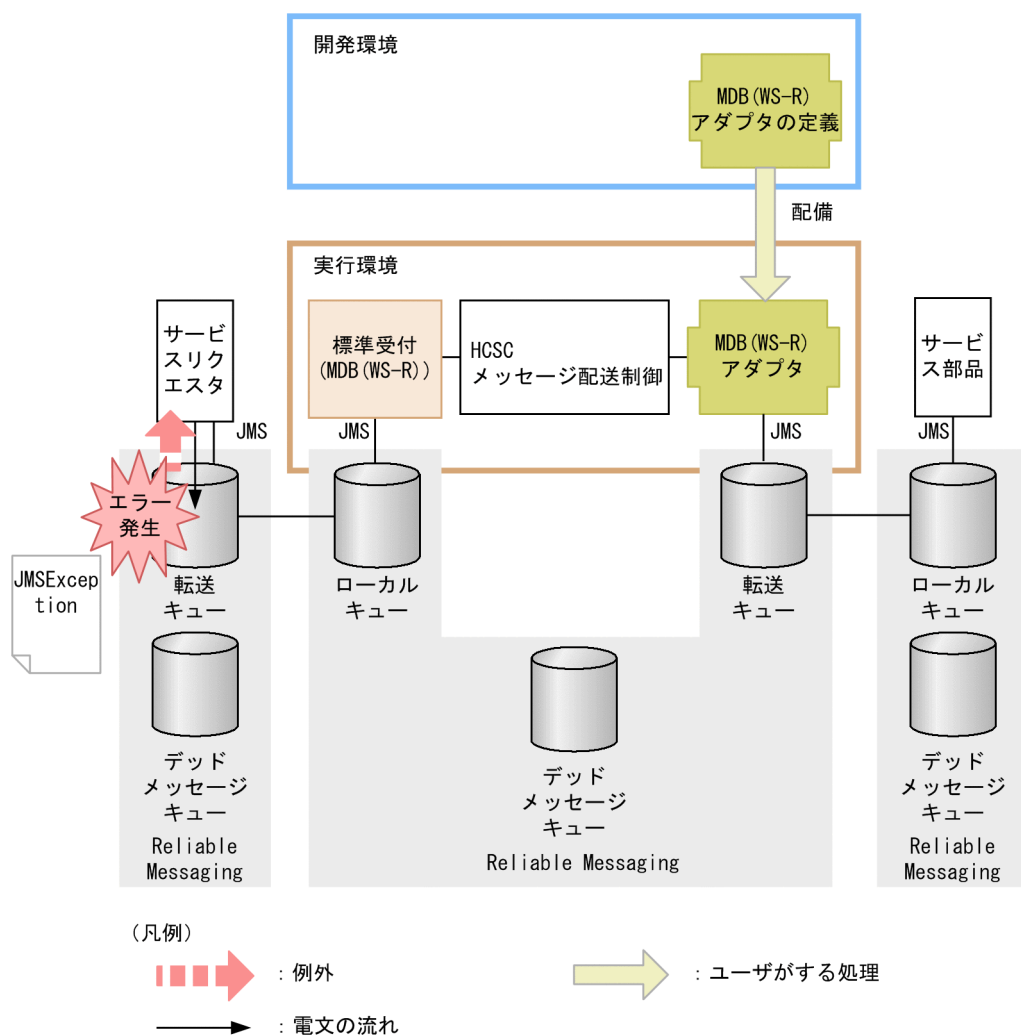 開発環境
MDB(WS-R)
アダプタの定義
配備
実行環境
サービ
スリク
エスタ
標準受付
(MDB(WS-R))
HCSC
メッセージ配送制御
MDB(WS-R)
アダプタ
サービ
ス部品
JMS
JMS
JMS
JMS
エラー
発生
JMSExcep
tion
転送
キュー
ローカル
キュー
転送
キュー
ローカル
キュー
デッド
メッセージ
キュー
デッド
メッセージ
キュー
デッド
メッセージ
キュー
Reliable
Messaging
Reliable Messaging
Reliable
Messaging
(凡例)
:例外
:ユーザがする処理
:電文の流れ